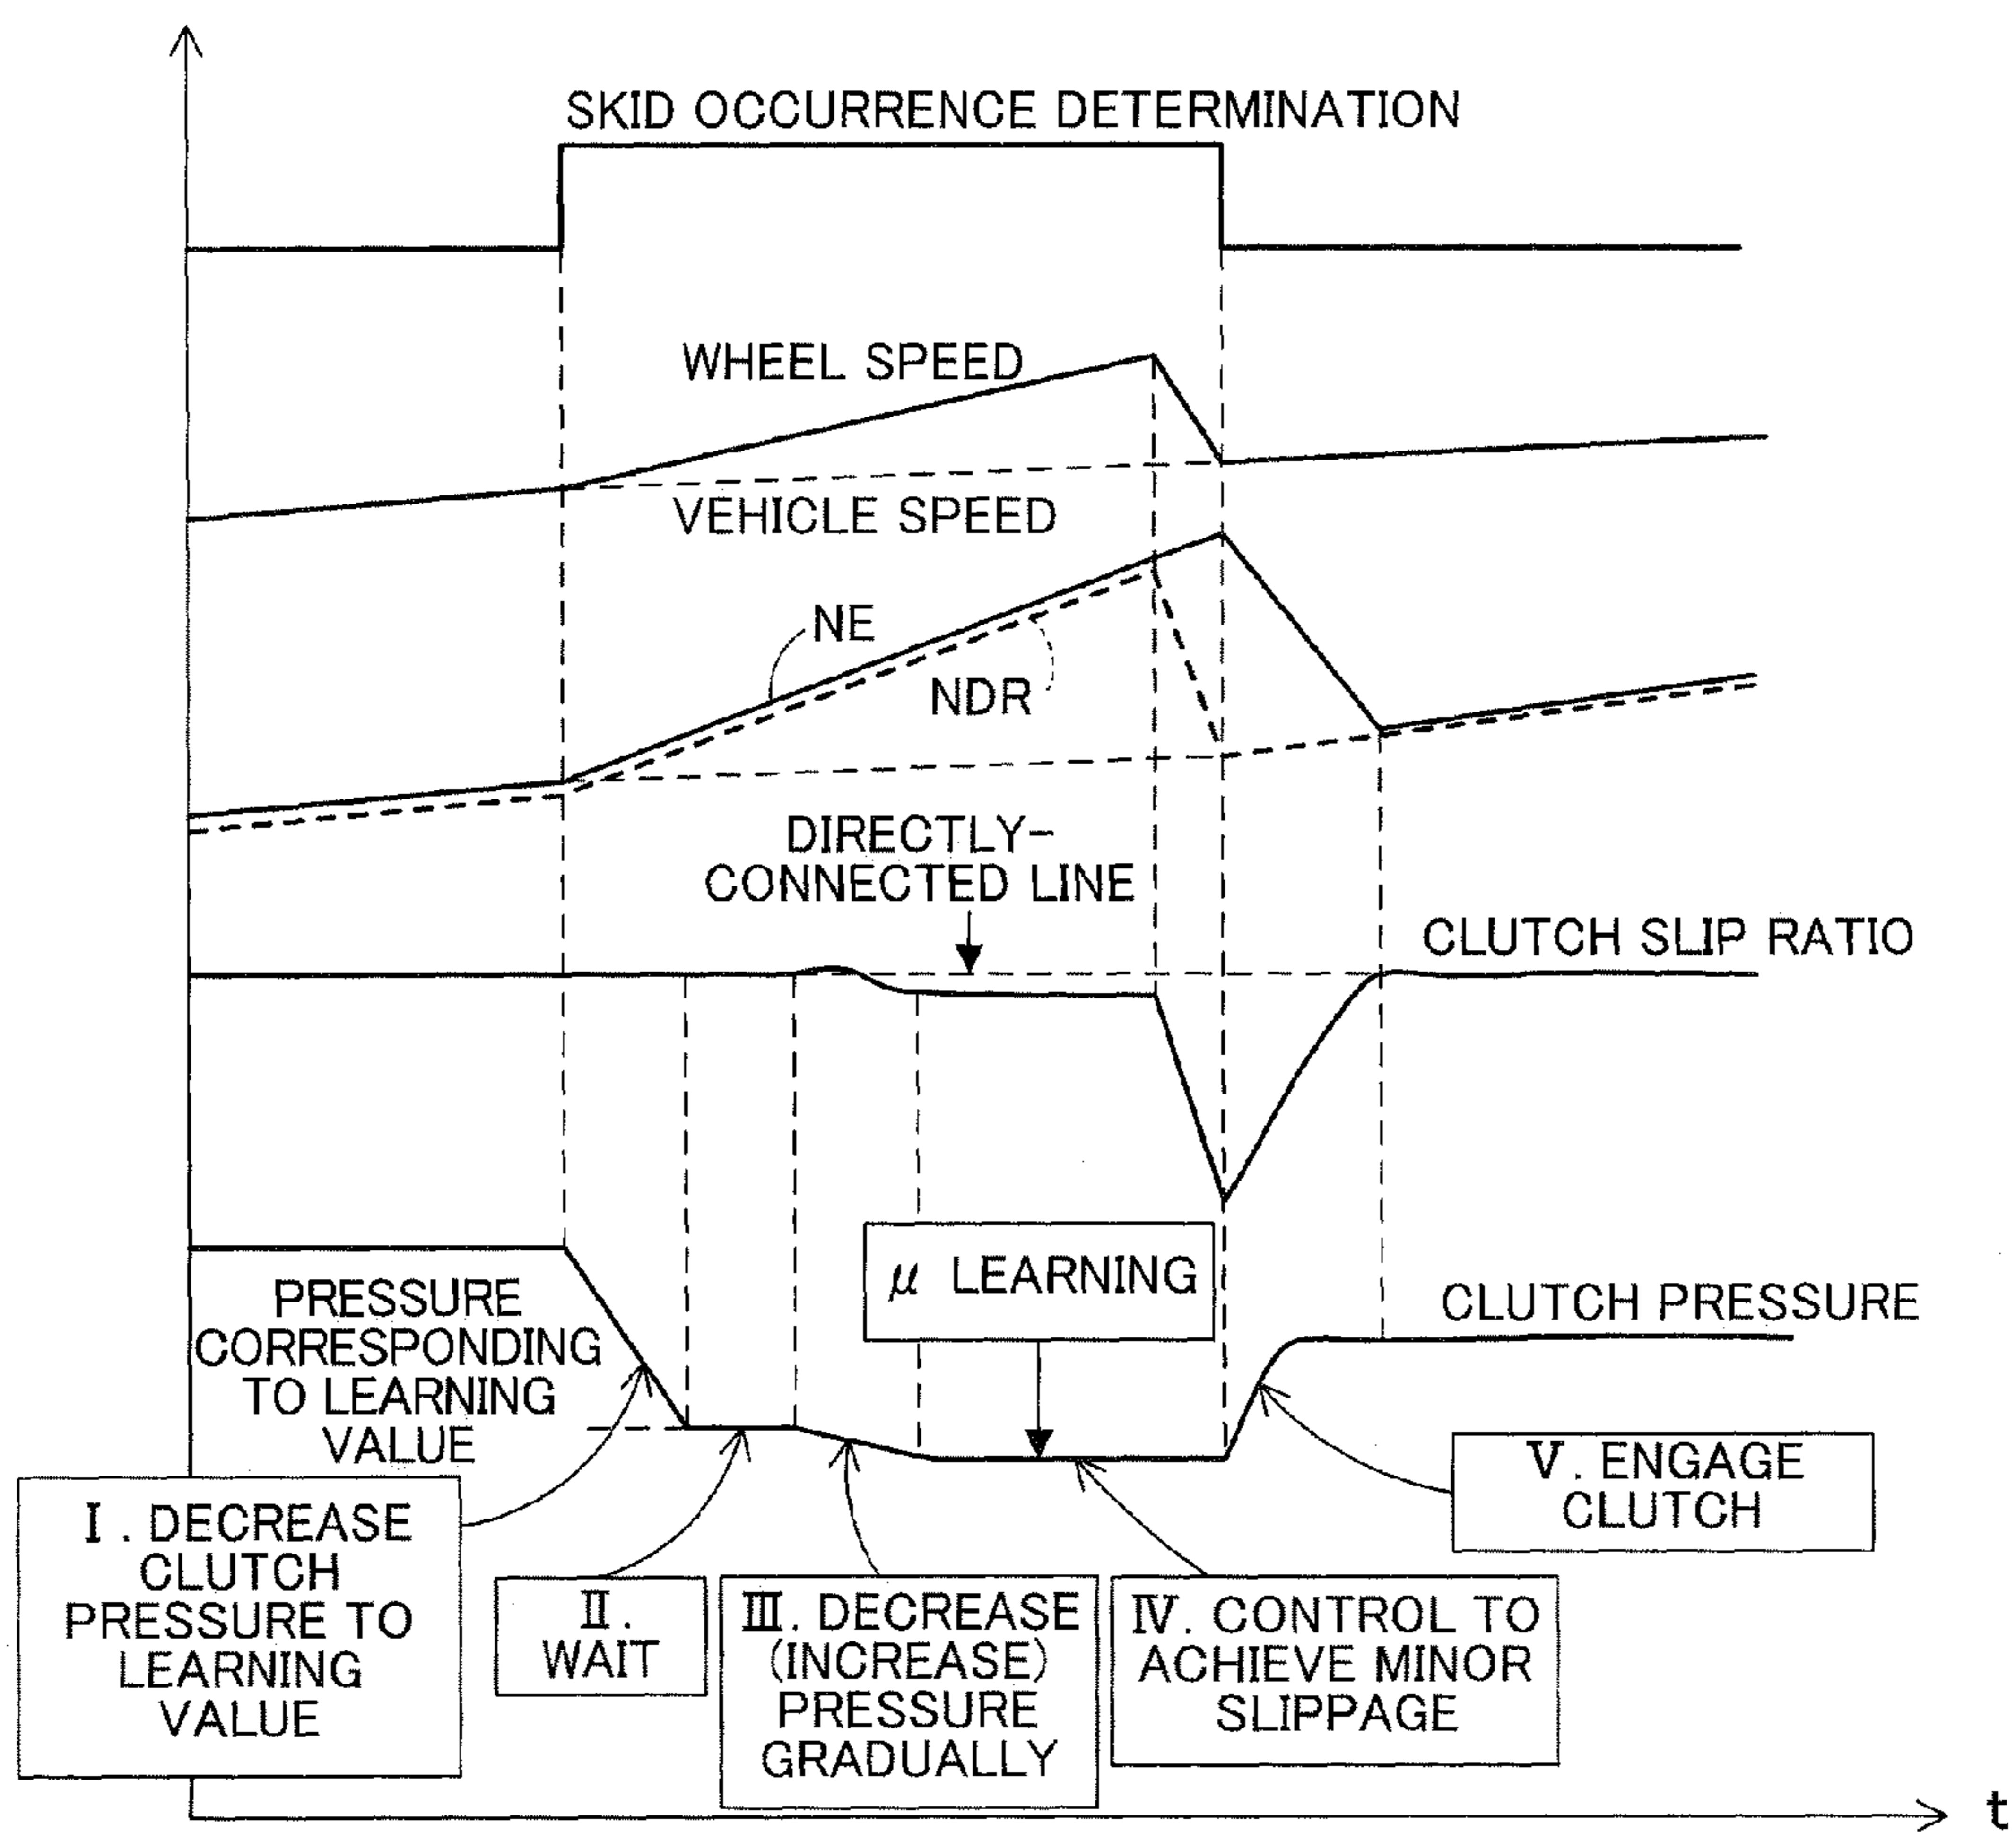 SKID OCCURRENCE DETERMINATION
WHEEL SPEED
VEHICLE SPEED
NE
NDR
DIRECTLY-
CONNECTED LINE
CLUTCH SLIP RATIO
μ LEARNING
PRESSURE
CORRESPONDING
TO LEARNING
VALUE
CLUTCH PRESSURE
Ⅰ. DECREASE
CLUTCH
PRESSURE TO
LEARNING
VALUE
Ⅱ.
WAIT
Ⅲ. DECREASE
(INCREASE)
PRESSURE
GRADUALLY
Ⅳ. CONTROL TO
ACHIEVE MINOR
SLIPPAGE
Ⅴ. ENGAGE
CLUTCH
t